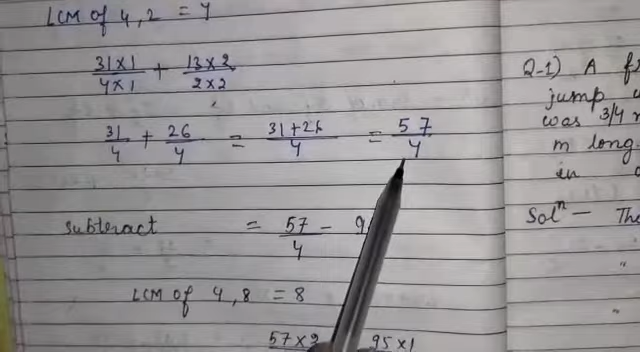 LCM of 4,2 = 4
31×1/4×1 + 13×2/2×2
31/4 + 26/4 = 31+26/4 = 57/4
subtract = 57/4 - 9
LCM of 4,8 = 8
57×2 95×1
Q-1) A
jump
was 3/4
m long.
in
Solⁿ - The